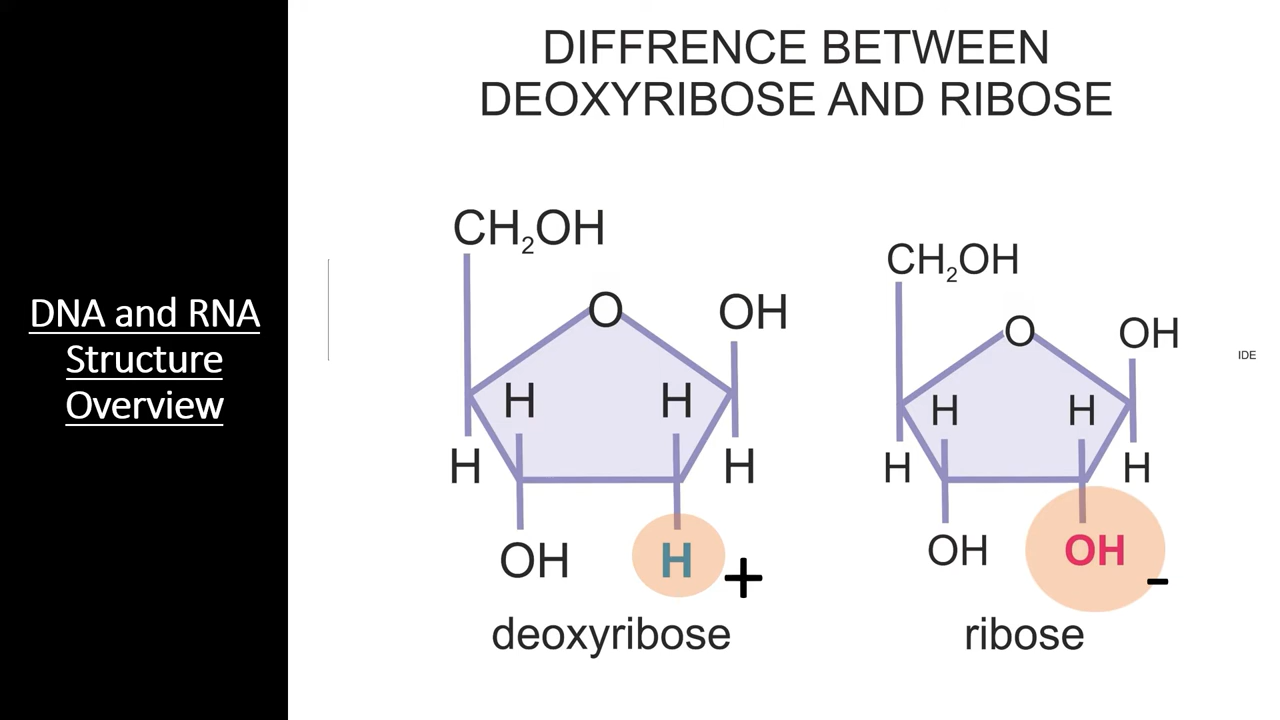 DNA and RNA
Structure
Overview
DIFFRENCE BETWEEN
DEOXYRIBOSE AND RIBOSE
CH₂OH
O
OH
H
H
H
H
OH
H
+
deoxyribose
CH₂OH
O
OH
H
H
H
H
OH
OH
-
ribose
IDE